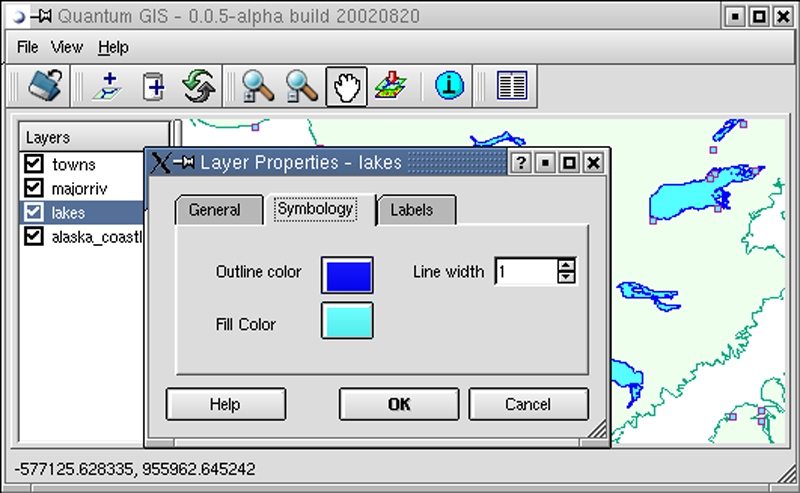 Quantum GIS - 0.0.5-alpha build 20020820
File View Help
Layers
towns
majorriv
lakes
alaska_coastl
Layer Properties - lakes
General Symbology Labels
Outline color Line width 1
Fill Color
Help OK Cancel
-577125.628335, 955962.645242